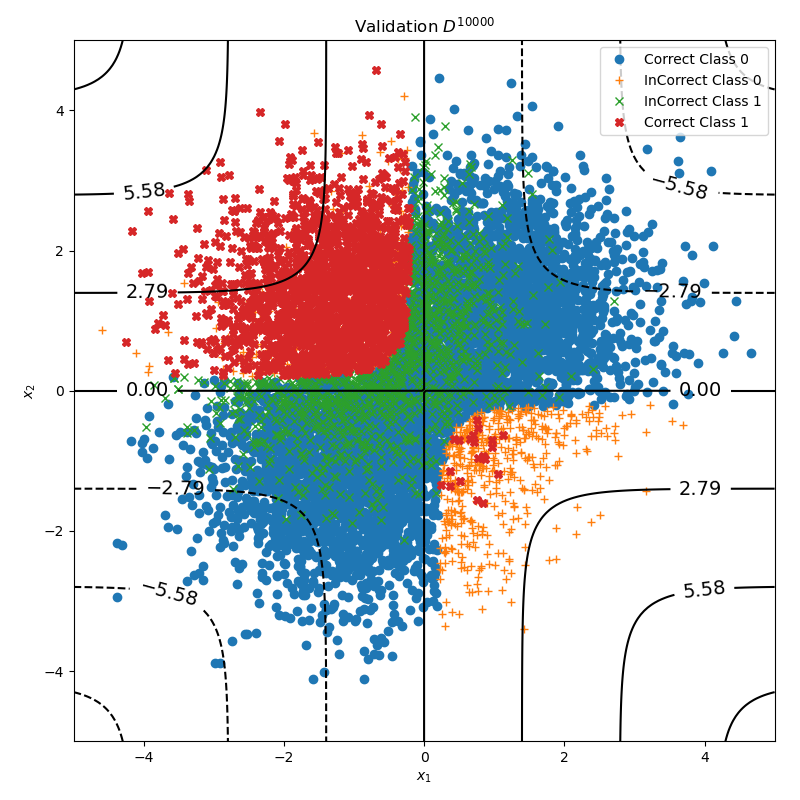 Validation $D^{10000}$
Correct Class 0
InCorrect Class 0
InCorrect Class 1
Correct Class 1
4
2
0
−2
−4
x₂
5.58
−5.58
2.79
−2.79
0.00
0.00
−2.79
2.79
−5.58
5.58
−4
−2
0
2
4
x₁